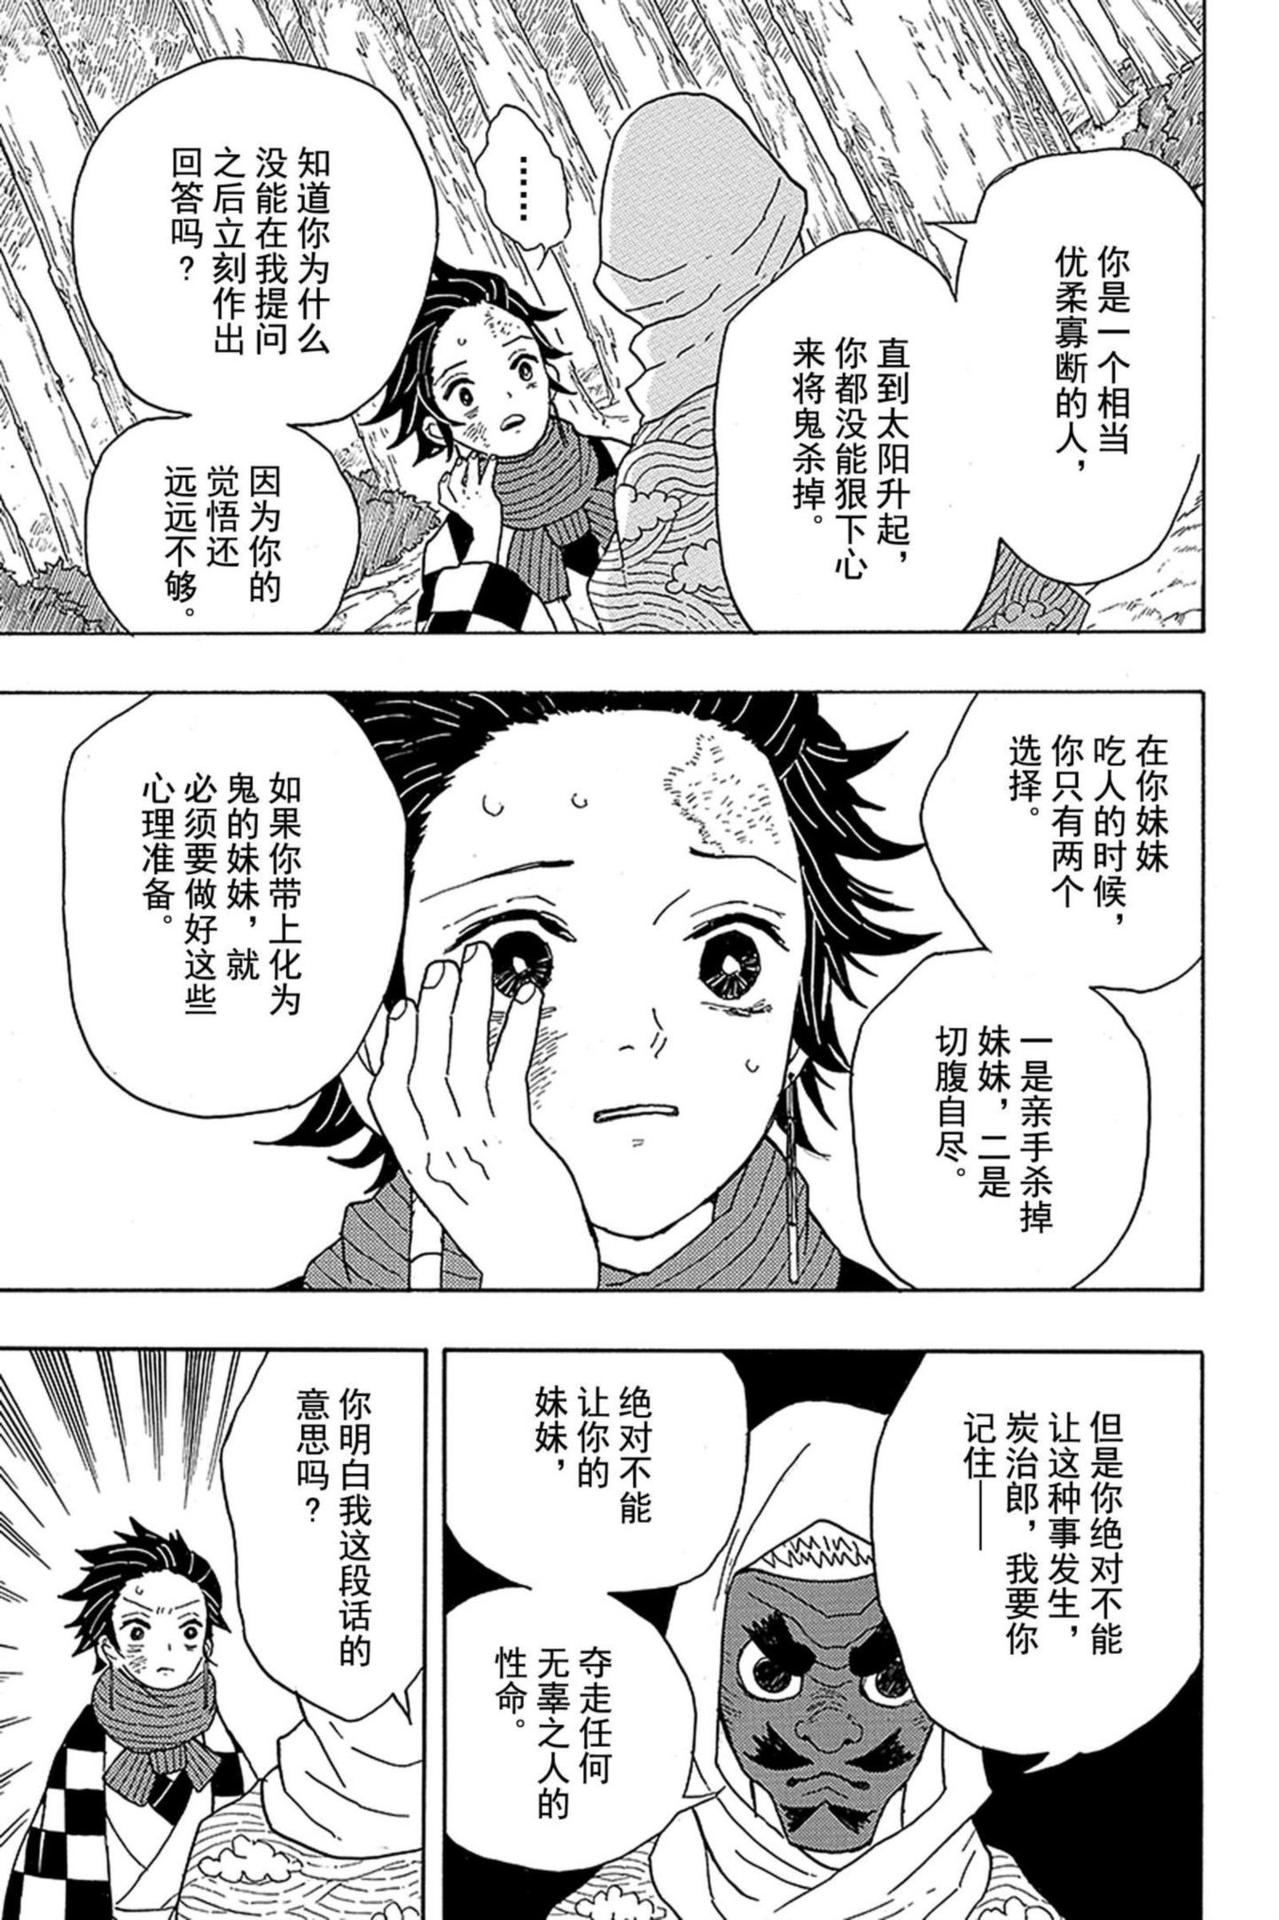 你是一个相当
优柔寡断的人，
直到太阳升起，
你都没能狠下心
来将鬼杀掉。
……
知道你为什么
没能在我提问
之后立刻作出
回答吗？
因为你的
觉悟还
远远不够。
在你妹妹
吃人的时候，
你只有两个
选择。
一是亲手杀掉
妹妹，二是
切腹自尽。
如果你带上化为
鬼的妹妹，就
必须要做好这些
心理准备。
但是你绝对不能
让这种事发生，
炭治郎，我要你
记住——
绝对不能
让你的
妹妹，
夺走任何
无辜之人的
性命。
你明白我这段话的
意思吗？